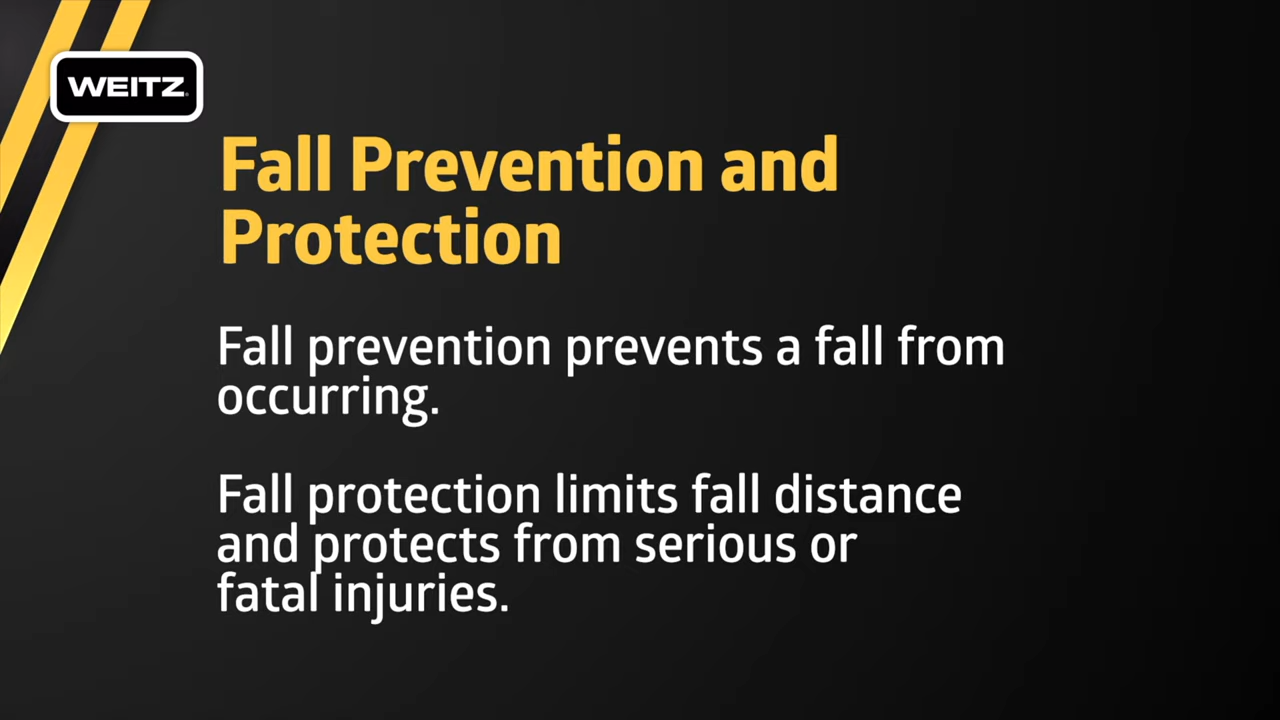 WEITZ
Fall Prevention and
Protection
Fall prevention prevents a fall from
occurring.
Fall protection limits fall distance
and protects from serious or
fatal injuries.